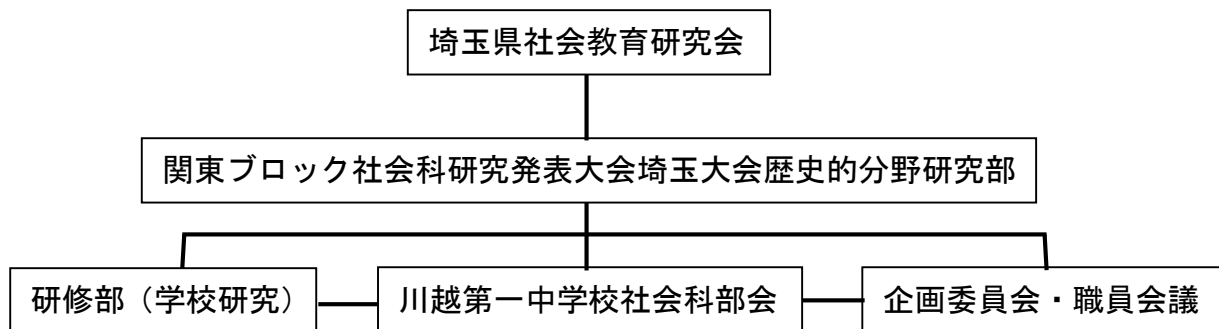 埼玉県社会教育研究会
関東ブロック社会科研究発表大会埼玉大会歴史的分野研究部
研修部（学校研究）
川越第一中学校社会科部会
企画委員会・職員会議